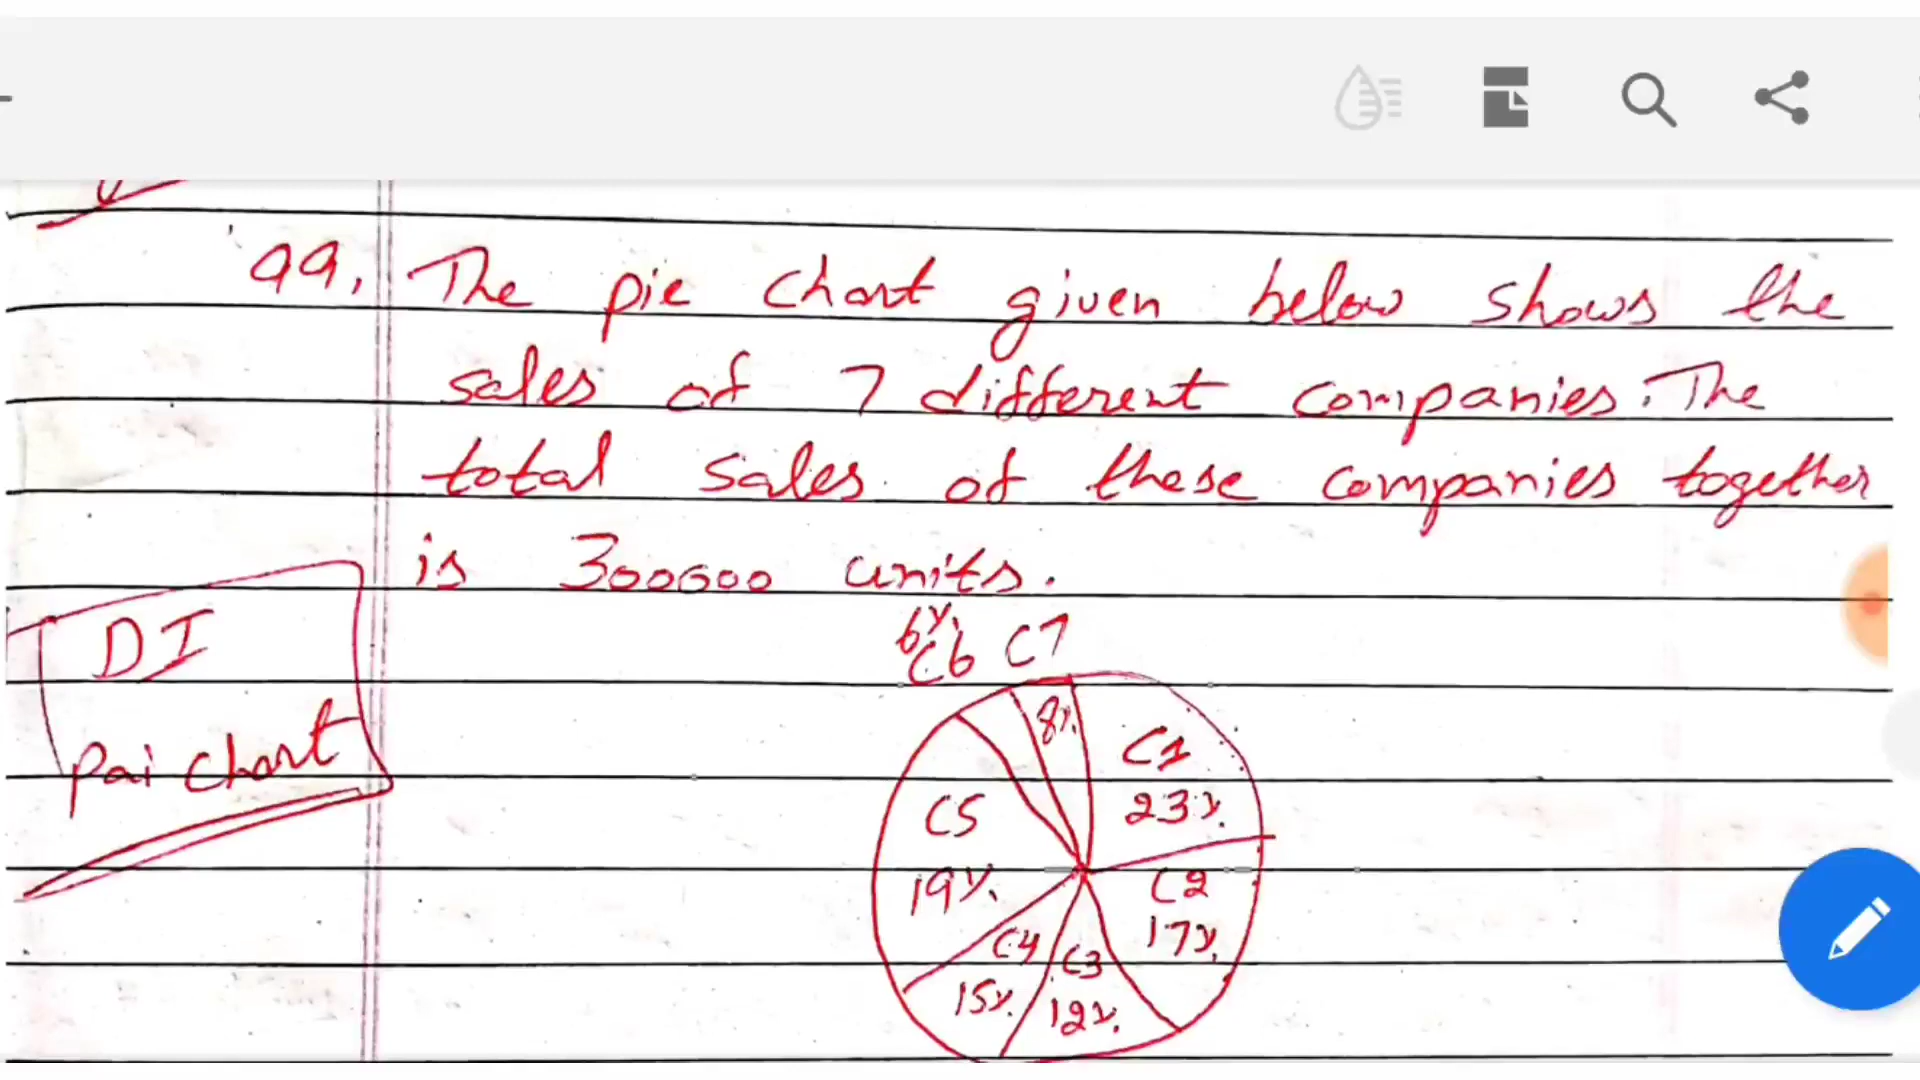 99. The pie chart given below shows the
sales of 7 different companies. The
total sales of these companies together
is 300000 units.
DI
Pai chart
6%
C6 C7
8%
C1
23%
C5
19%
C2
17%
C4
15%
C3
12%